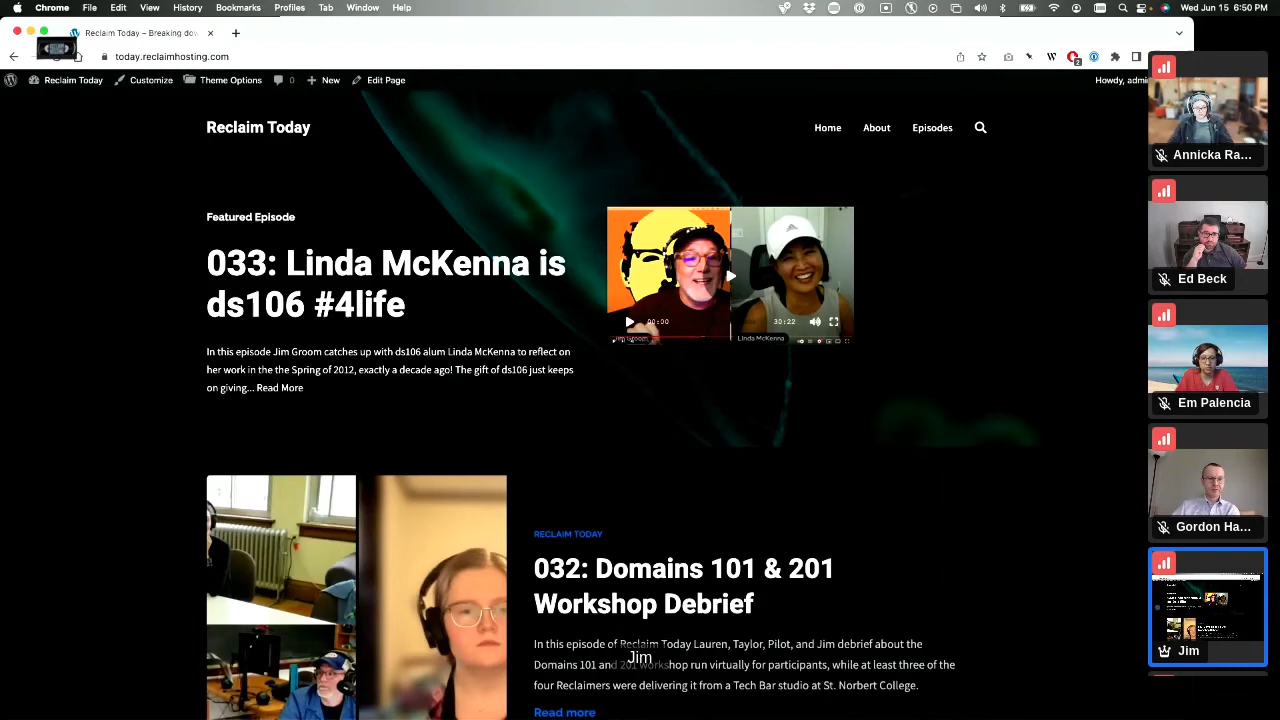 Chrome File Edit View History Bookmarks Profiles Tab Window Help
Wed Jun 15 6:50 PM
Reclaim Today – Breaking dow
today.reclaimhosting.com
2
Reclaim Today Customize Theme Options 0 New Edit Page
Howdy, admi
Reclaim Today
Home About Episodes
Featured Episode
033: Linda McKenna is
ds106 #4life
In this episode Jim Groom catches up with ds106 alum Linda McKenna to reflect on
her work in the the Spring of 2012, exactly a decade ago! The gift of ds106 just keeps
on giving... Read More
00:00 30:22
Jim Groom Linda McKenna
RECLAIM TODAY
032: Domains 101 & 201
Workshop Debrief
In this episode of Reclaim Today Lauren, Taylor, Pilot, and Jim debrief about the
Domains 101 and 201 workshop run virtually for participants, while at least three of the
four Reclaimers were delivering it from a Tech Bar studio at St. Norbert College.
Read more
Jim
Annicka Ra...
Ed Beck
Em Palencia
Gordon Ha...
Jim